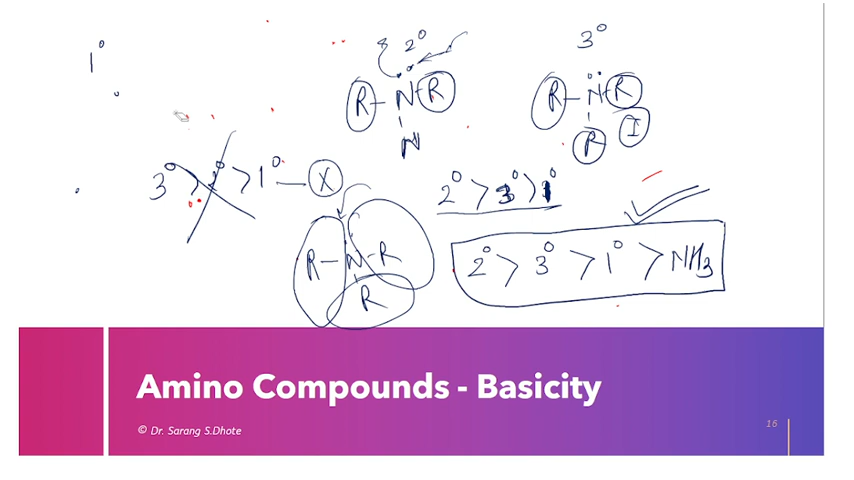 1° 2° 3°
R-N-R
N
R-N-R
R I
3° > 2° > 1° — X
2° > 3° > 1°
R-N-R
R
2° > 3° > 1° > NH3
Amino Compounds - Basicity
© Dr. Sarang S.Dhote
16